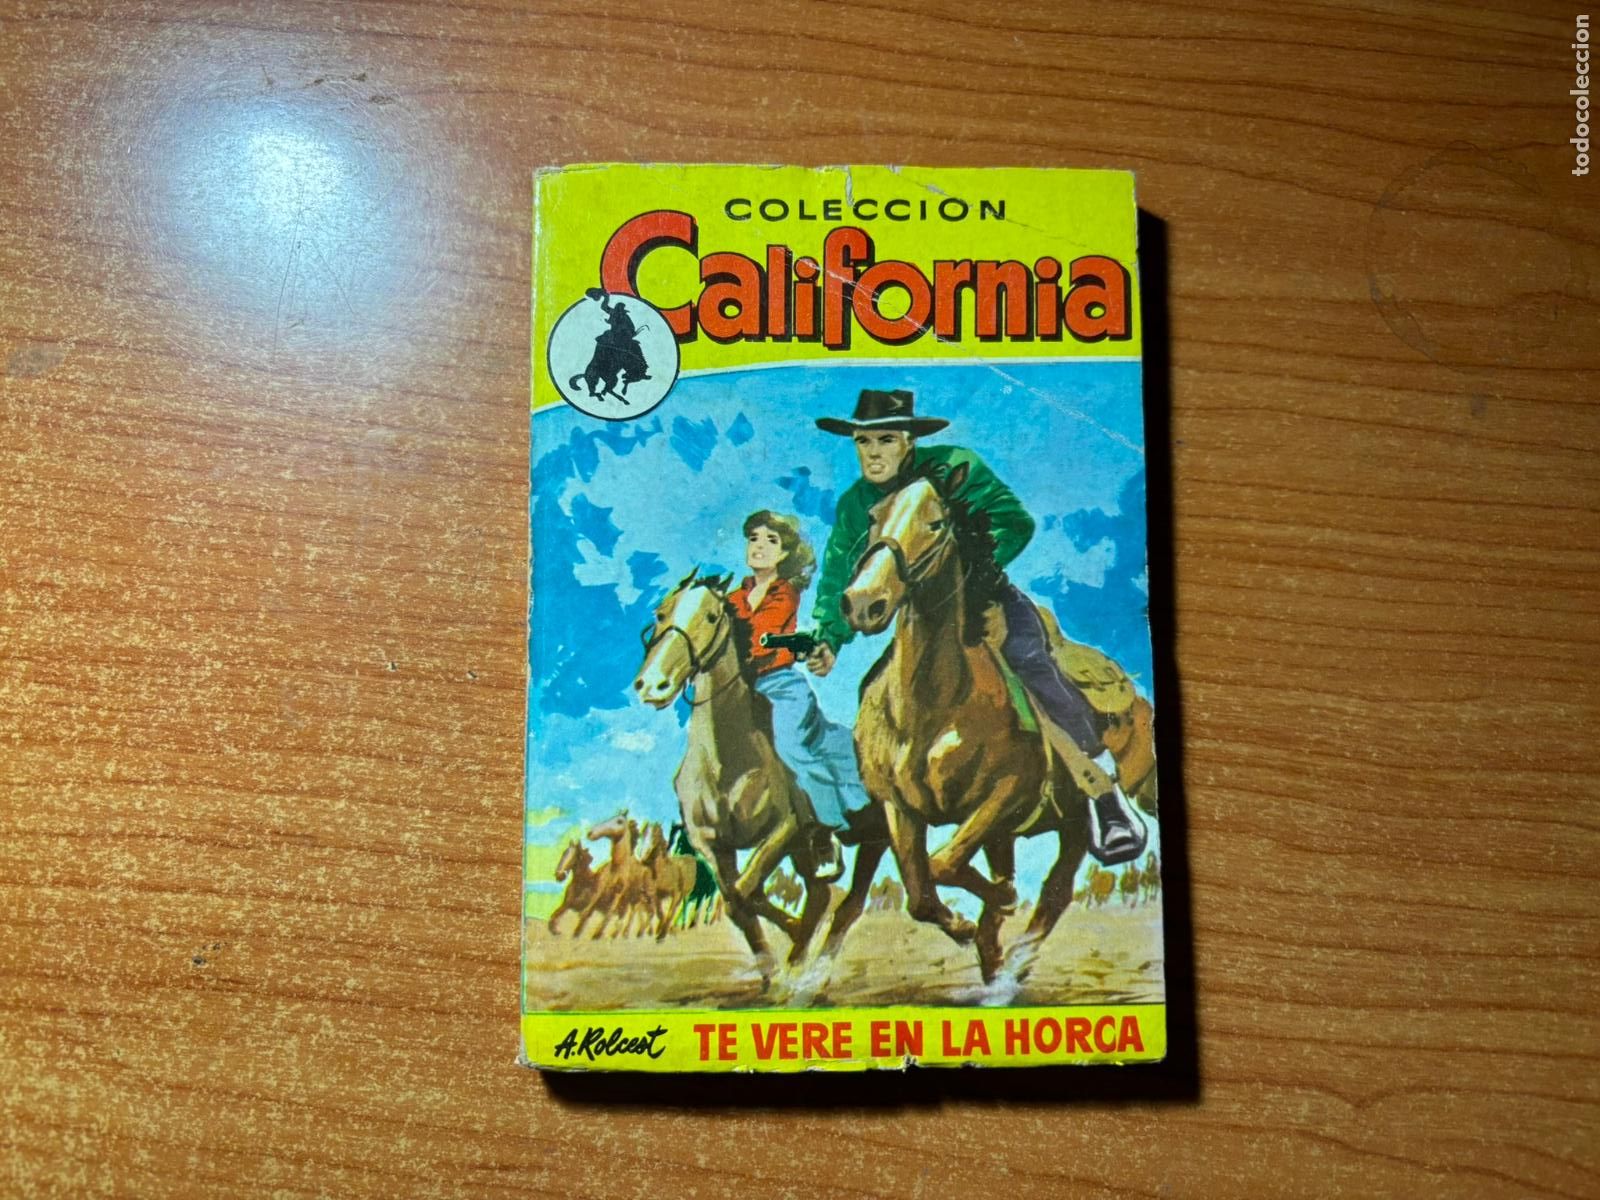 COLECCION
California
A. Rolcest
TE VERE EN LA HORCA
todocoleccion